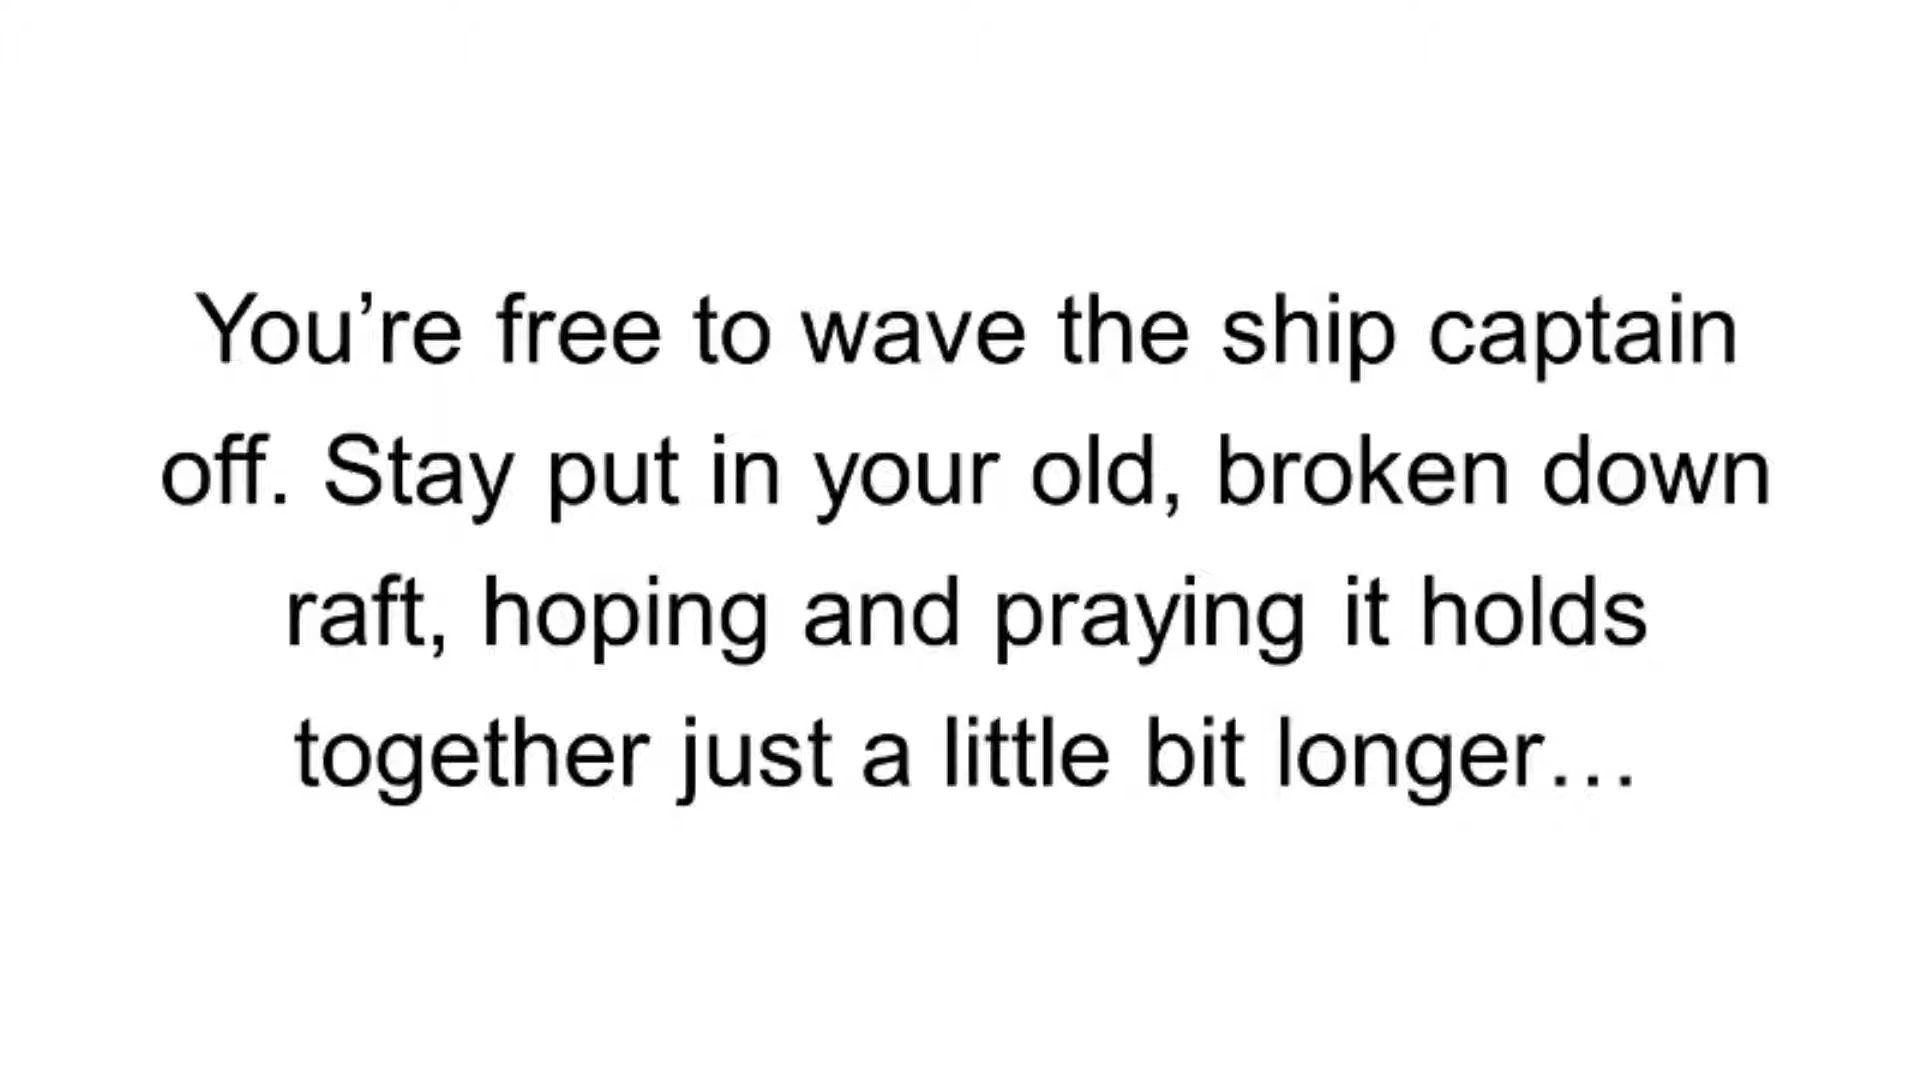 You’re free to wave the ship captain
off. Stay put in your old, broken down
raft, hoping and praying it holds
together just a little bit longer…